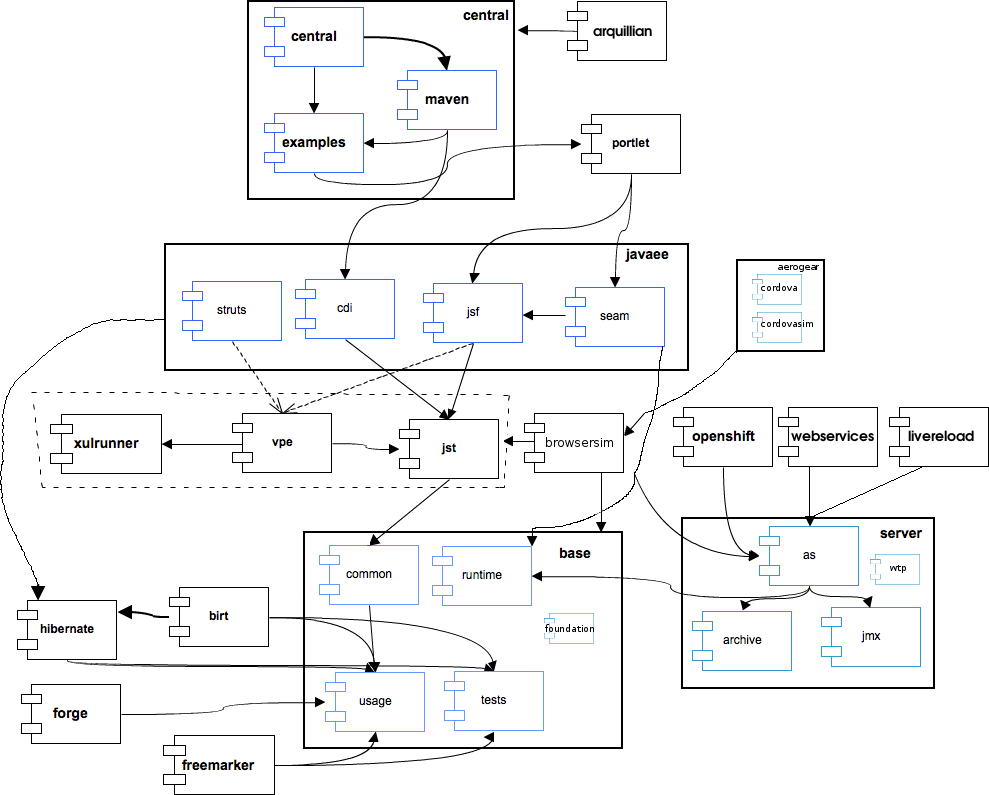 central
central
arquillian
maven
examples
portlet
javaee
aerogear
cordova
cordovasim
struts
cdi
jsf
seam
xulrunner
vpe
jst
browsersim
openshift
webservices
livereload
base
server
common
runtime
as
wtp
foundation
hibernate
birt
archive
jmx
usage
tests
forge
freemarker